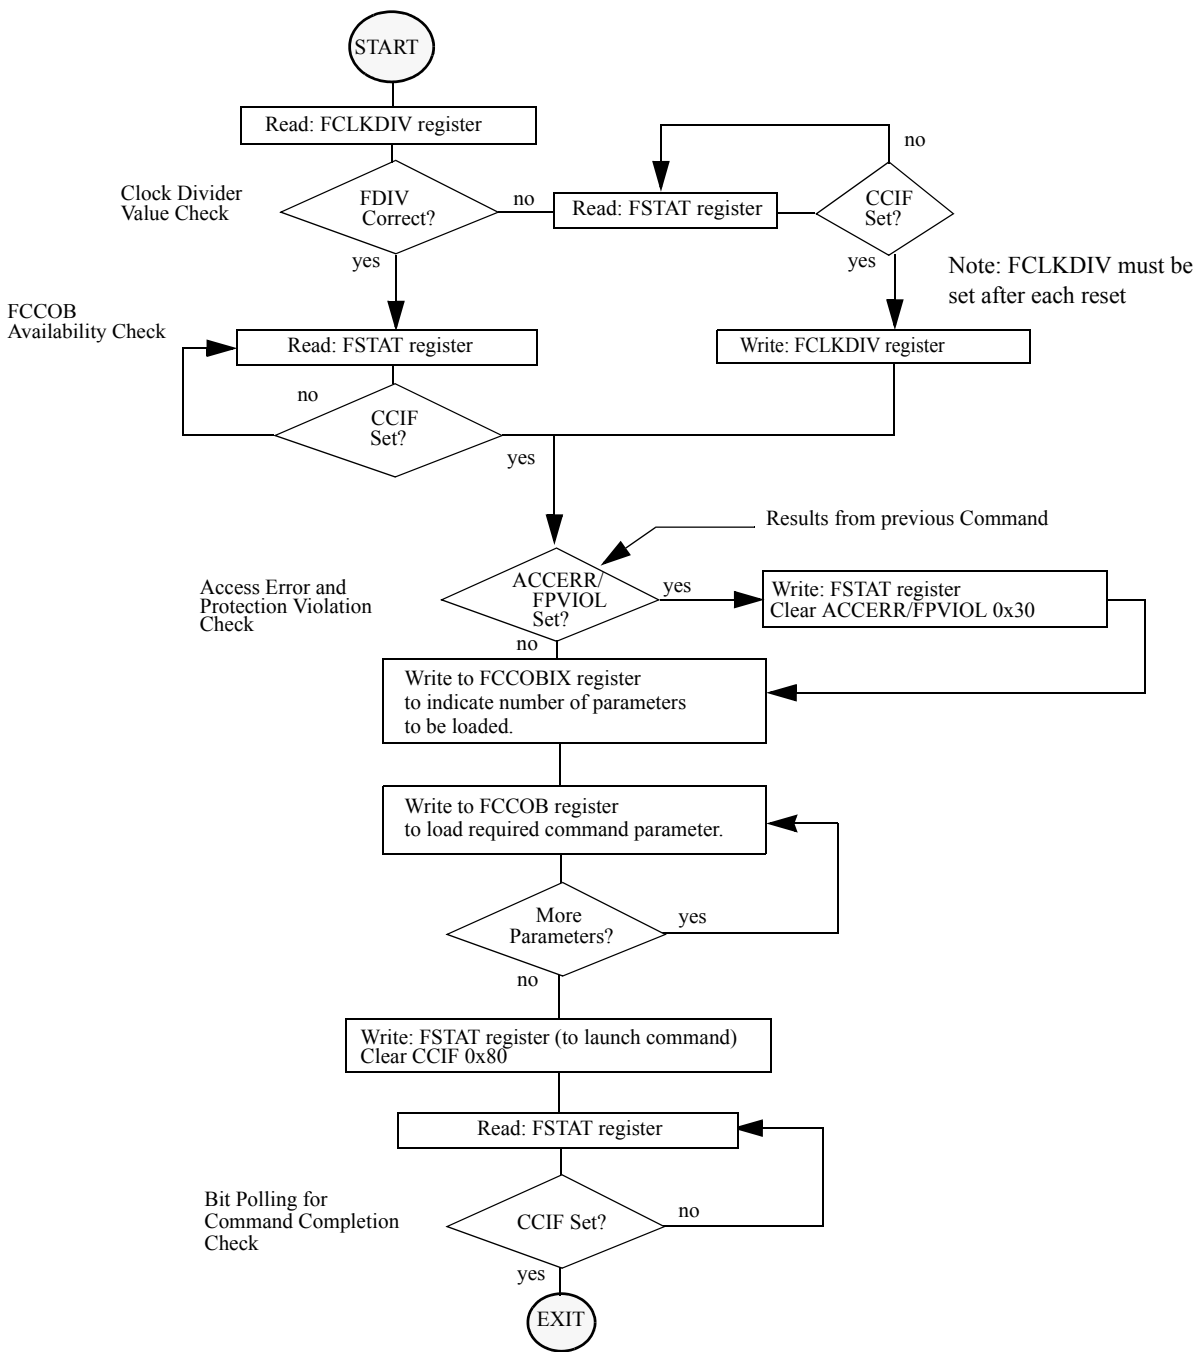 START
Read: FCLKDIV register
no
Clock Divider
Value Check
FDIV
Correct?
no
Read: FSTAT register
CCIF
Set?
yes
yes
Note: FCLKDIV must be
set after each reset
FCCOB
Availability Check
Read: FSTAT register
Write: FCLKDIV register
no
CCIF
Set?
yes
Results from previous Command
Access Error and
Protection Violation
Check
ACCERR/
FPVIOL
Set?
yes
Write: FSTAT register
Clear ACCERR/FPVIOL 0x30
no
Write to FCCOBIX register
to indicate number of parameters
to be loaded.
Write to FCCOB register
to load required command parameter.
More
Parameters?
yes
no
Write: FSTAT register (to launch command)
Clear CCIF 0x80
Read: FSTAT register
Bit Polling for
Command Completion
Check
CCIF Set?
no
yes
EXIT